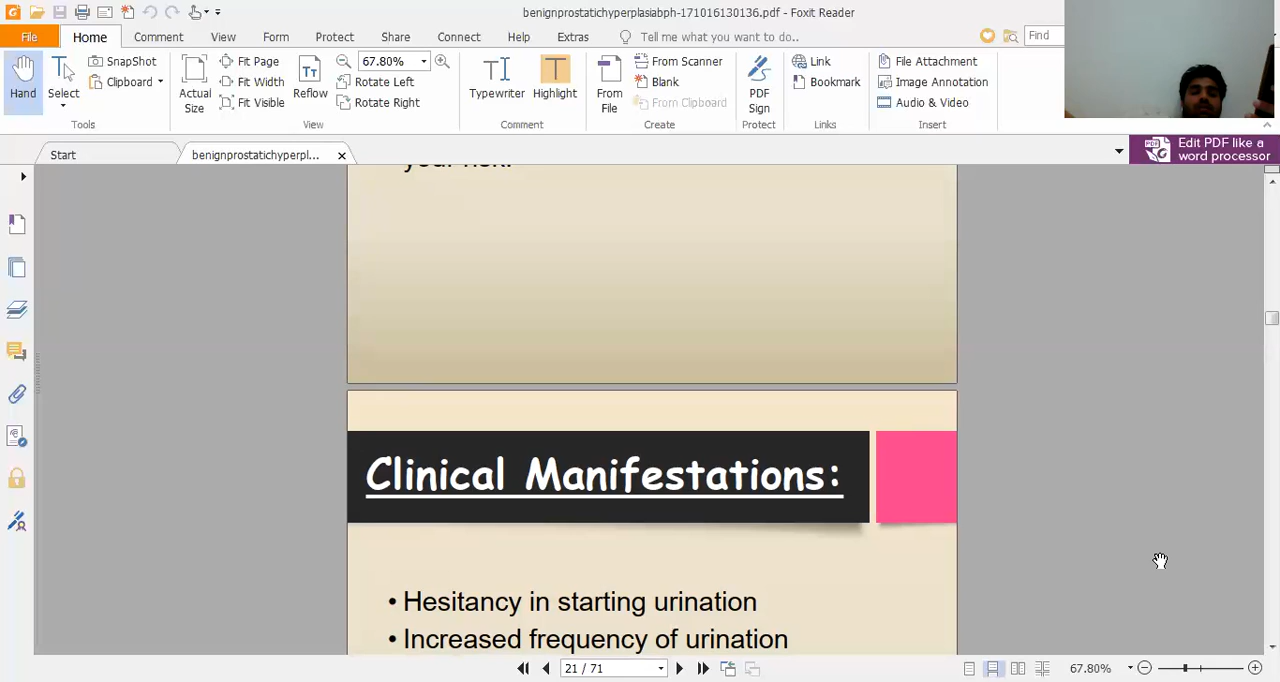 benignprostatichyperplasiabph-171016130136.pdf - Foxit Reader
File Home Comment View Form Protect Share Connect Help Extras Tell me what you want to do.. Find
Hand
Select
SnapShot
Clipboard
Actual Size
Fit Page
Fit Width
Fit Visible
Reflow
67.80%
Rotate Left
Rotate Right
Typewriter
Highlight
From File
From Scanner
Blank
From Clipboard
PDF Sign
Link
Bookmark
File Attachment
Image Annotation
Audio & Video
Tools View Comment Create Protect Links Insert
Start
benignprostatichyperpl...
Edit PDF like a
word processor
your risk.
Clinical Manifestations:
• Hesitancy in starting urination
• Increased frequency of urination
21 / 71
67.80%